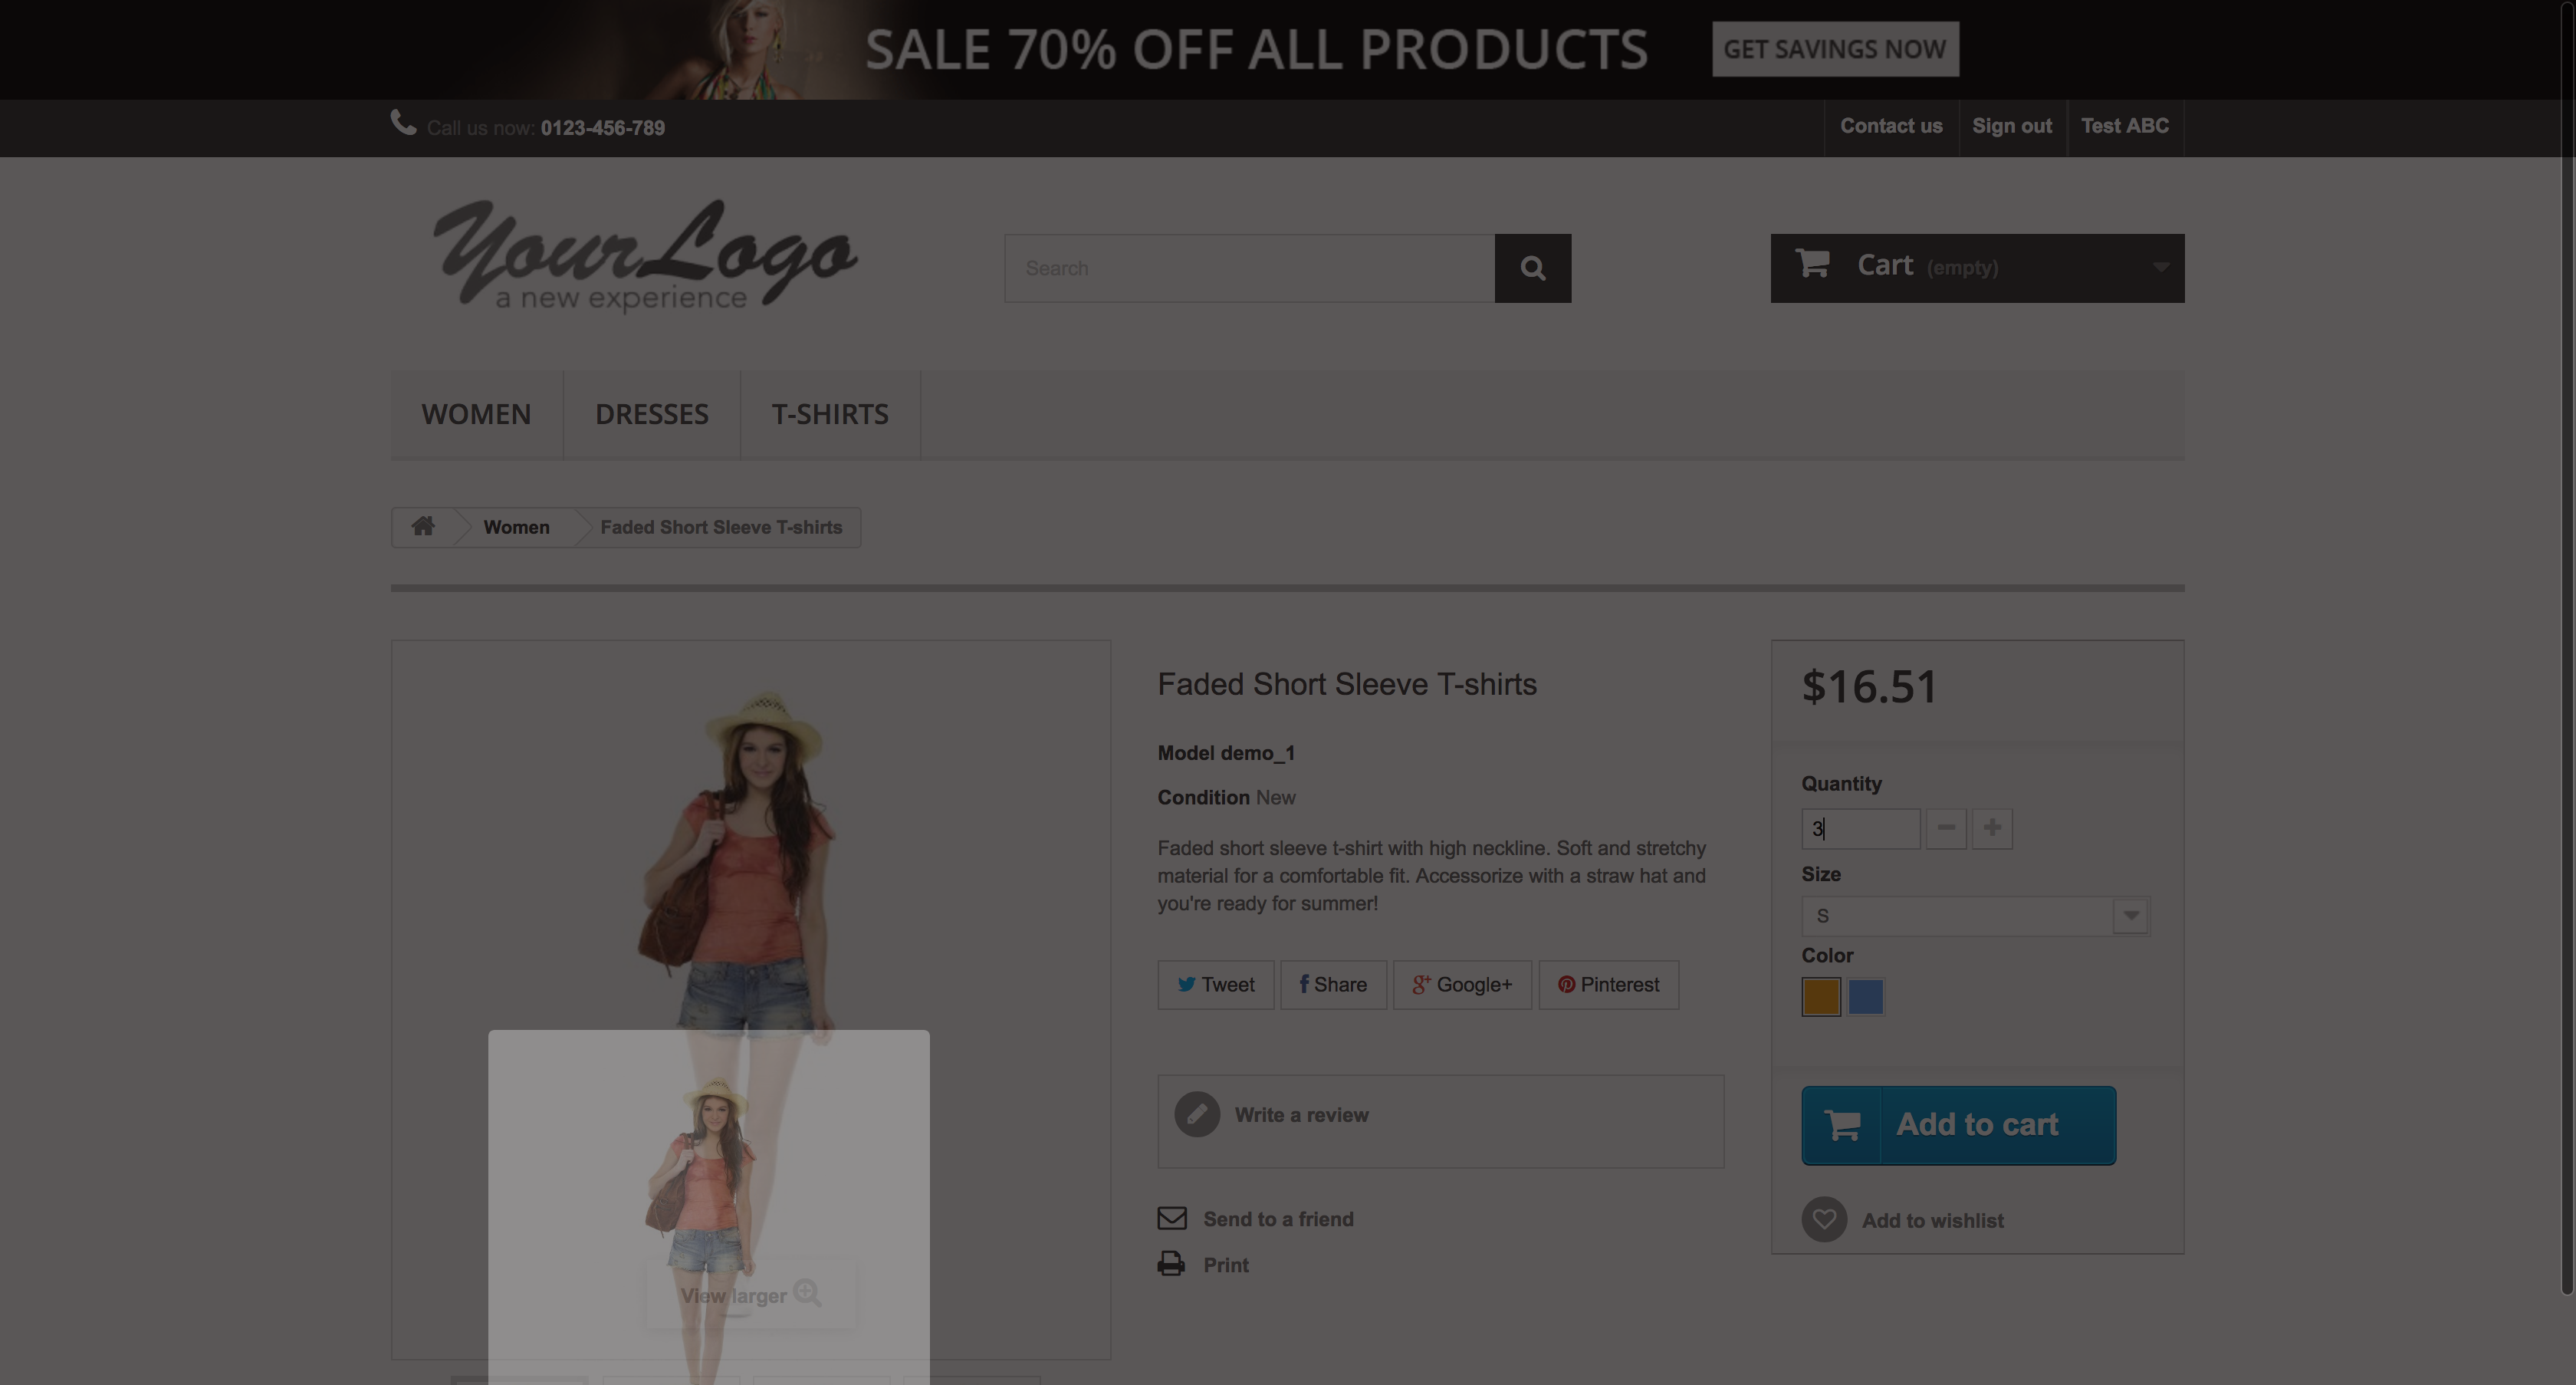 SALE 70% OFF ALL PRODUCTS
GET SAVINGS NOW
Call us now: 0123-456-789
Contact us
Sign out
Test ABC
YourLogo
a new experience
Search
Cart (empty)
WOMEN
DRESSES
T-SHIRTS
Women
Faded Short Sleeve T-shirts
Faded Short Sleeve T-shirts
Model demo_1
Condition New
Faded short sleeve t-shirt with high neckline. Soft and stretchy
material for a comfortable fit. Accessorize with a straw hat and
you're ready for summer!
Tweet
Share
Google+
Pinterest
Write a review
Send to a friend
Print
$16.51
Quantity
3
Size
S
Color
Add to cart
Add to wishlist
View larger